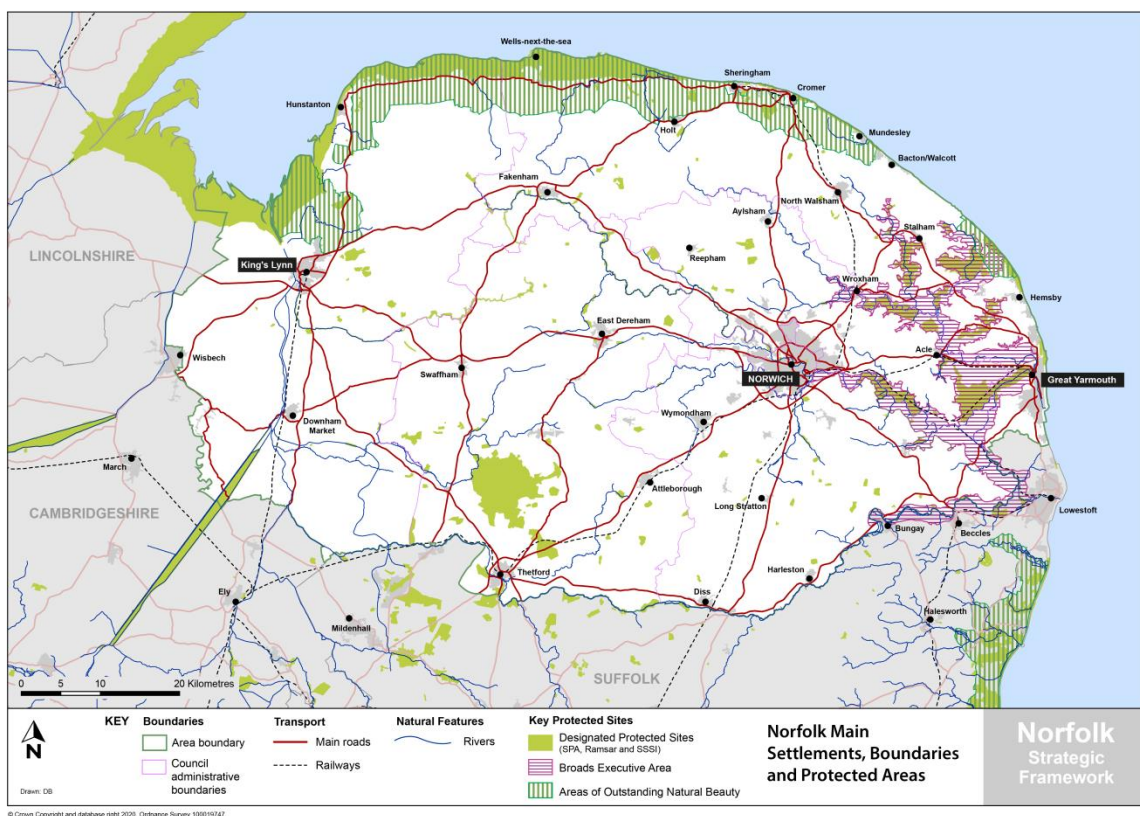 Wells-next-the-sea
Sheringham
Cromer
Hunstanton
Holt
Mundesley
Bacton/Walcott
Fakenham
North Walsham
Aylsham
Stalham
LINCOLNSHIRE
Reepham
King's Lynn
Wroxham
Hemsby
East Dereham
Wisbech
Acle
Swaffham
NORWICH
Great Yarmouth
Downham
Market
Wymondham
March
Attleborough
Long Stratton
Lowestoft
CAMBRIDGESHIRE
Bungay
Beccles
Thetford
Harleston
Ely
Diss
Mildenhall
Halesworth
SUFFOLK
0 5 10 20 Kilometres
N
Drawn: DB
KEY
Boundaries
Area boundary
Council
administrative
boundaries
Transport
Main roads
Railways
Natural Features
Rivers
Key Protected Sites
Designated Protected Sites
(SPA, Ramsar and SSSI)
Broads Executive Area
Areas of Outstanding Natural Beauty
Norfolk Main
Settlements, Boundaries
and Protected Areas
Norfolk
Strategic
Framework
© Crown Copyright and database right 2020. Ordnance Survey 100019747